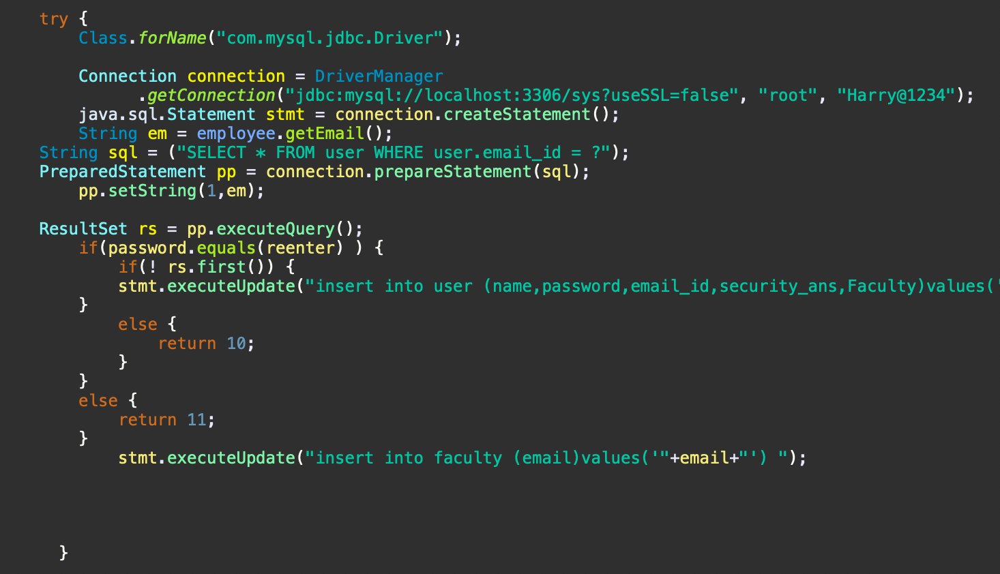 try {
Class.forName("com.mysql.jdbc.Driver");
Connection connection = DriverManager
.getConnection("jdbc:mysql://localhost:3306/sys?useSSL=false", "root", "Harry@1234");
java.sql.Statement stmt = connection.createStatement();
String em = employee.getEmail();
String sql = ("SELECT * FROM user WHERE user.email_id = ?");
PreparedStatement pp = connection.prepareStatement(sql);
pp.setString(1,em);
ResultSet rs = pp.executeQuery();
if(password.equals(reenter) ) {
if(! rs.first()) {
stmt.executeUpdate("insert into user (name,password,email_id,security_ans,Faculty)values('
}
else {
return 10;
}
}
else {
return 11;
}
stmt.executeUpdate("insert into faculty (email)values('"+email+"') ");
}